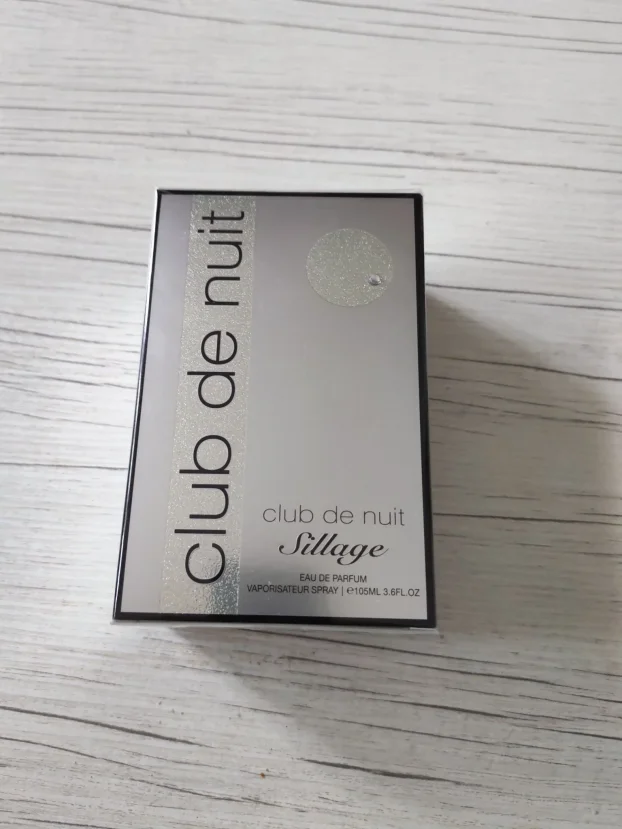 club de nuit
club de nuit
Sillage
EAU DE PARFUM
VAPORISATEUR SPRAY | ℮105ML 3.6FL.OZ